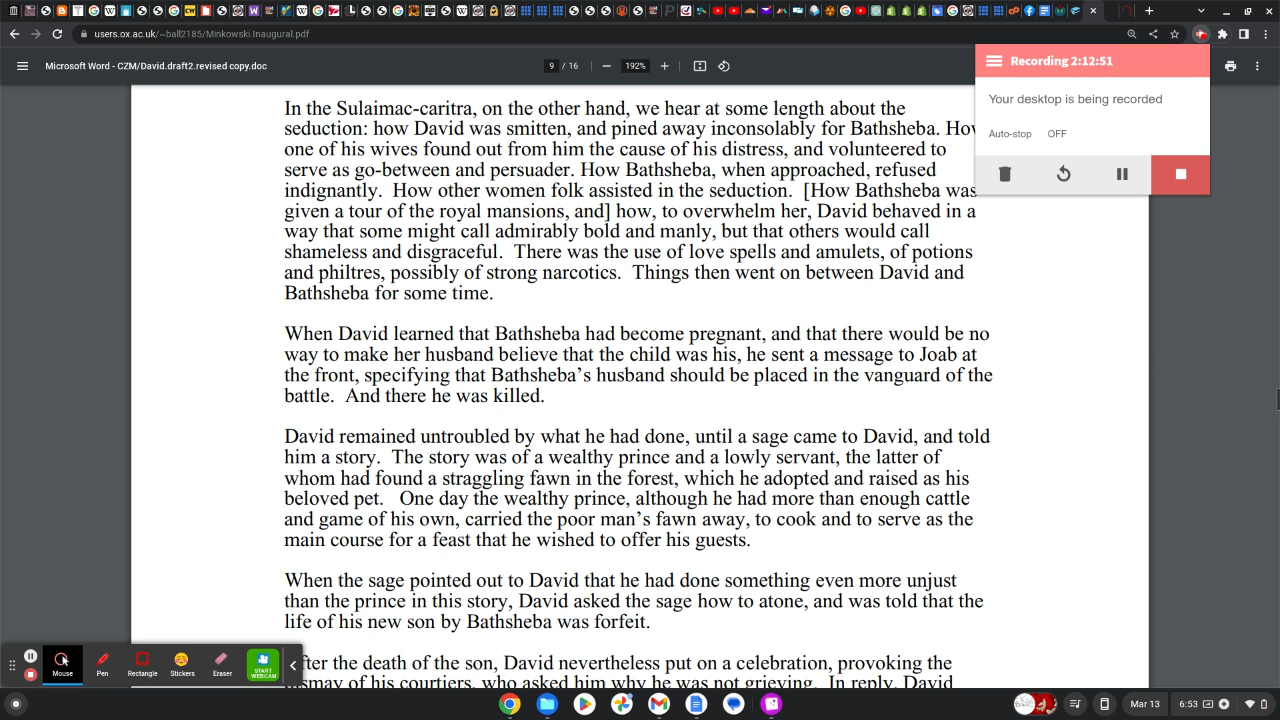 users.ox.ac.uk/~ball2185/Minkowski.Inaugural.pdf
Microsoft Word - CZM/David.draft2.revised copy.doc
9 / 16
192%
Recording 2:12:51
Your desktop is being recorded
Auto-stop OFF
In the Sulaimac-caritra, on the other hand, we hear at some length about the
seduction: how David was smitten, and pined away inconsolably for Bathsheba. How
one of his wives found out from him the cause of his distress, and volunteered to
serve as go-between and persuader. How Bathsheba, when approached, refused
indignantly. How other women folk assisted in the seduction. [How Bathsheba was
given a tour of the royal mansions, and] how, to overwhelm her, David behaved in a
way that some might call admirably bold and manly, but that others would call
shameless and disgraceful. There was the use of love spells and amulets, of potions
and philtres, possibly of strong narcotics. Things then went on between David and
Bathsheba for some time.
When David learned that Bathsheba had become pregnant, and that there would be no
way to make her husband believe that the child was his, he sent a message to Joab at
the front, specifying that Bathsheba’s husband should be placed in the vanguard of the
battle. And there he was killed.
David remained untroubled by what he had done, until a sage came to David, and told
him a story. The story was of a wealthy prince and a lowly servant, the latter of
whom had found a straggling fawn in the forest, which he adopted and raised as his
beloved pet. One day the wealthy prince, although he had more than enough cattle
and game of his own, carried the poor man’s fawn away, to cook and to serve as the
main course for a feast that he wished to offer his guests.
When the sage pointed out to David that he had done something even more unjust
than the prince in this story, David asked the sage how to atone, and was told that the
life of his new son by Bathsheba was forfeit.
fter the death of the son, David nevertheless put on a celebration, provoking the
smay of his courtiers, who asked him why he was not grieving. In reply, David
Mouse
Pen
Rectangle
Stickers
Eraser
START
WEBCAM
Mar 13
6:53